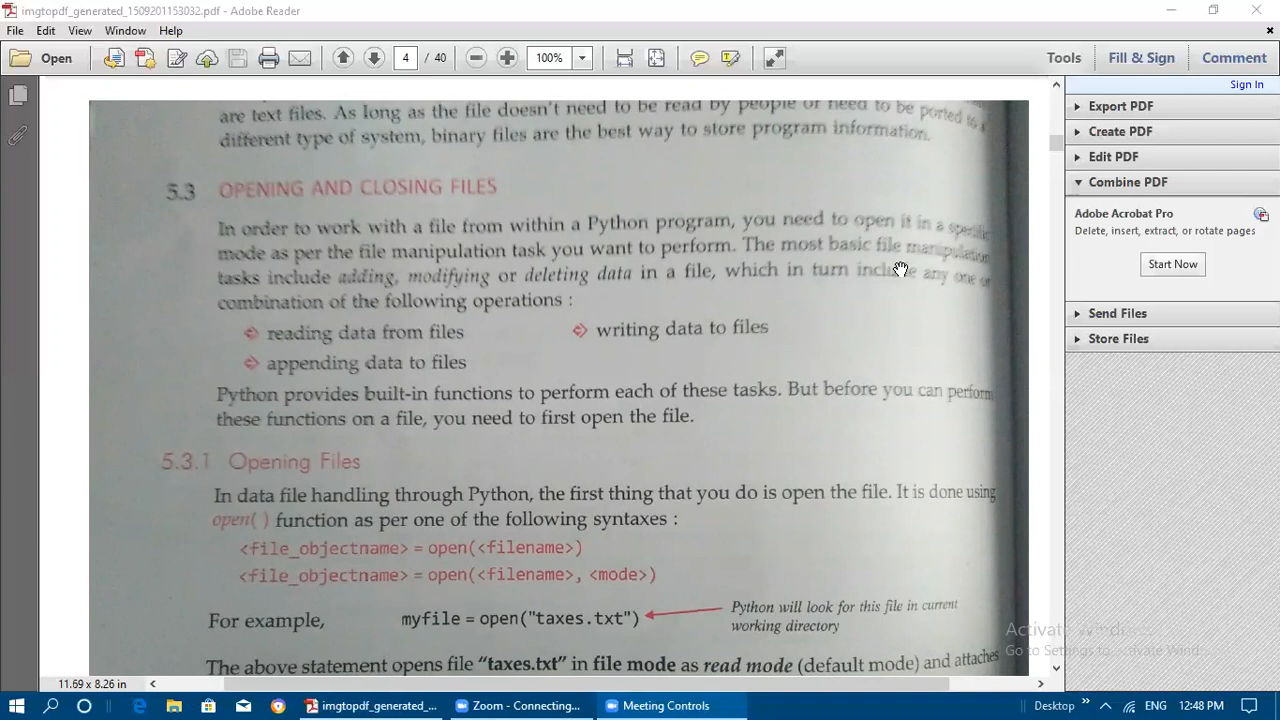 imgtopdf_generated_1509201153032.pdf - Adobe Reader
File Edit View Window Help
Open 4 / 40 100% Tools Fill & Sign Comment
Sign In
Export PDF
Create PDF
Edit PDF
Combine PDF
Adobe Acrobat Pro
Delete, insert, extract, or rotate pages
Start Now
Send Files
Store Files
are text files. As long as the file doesn't need to be read by people or need to be ported to a
different type of system, binary files are the best way to store program information.
5.3 OPENING AND CLOSING FILES
In order to work with a file from within a Python program, you need to open it in a specific
mode as per the file manipulation task you want to perform. The most basic file manipulation
tasks include adding, modifying or deleting data in a file, which in turn include any one or
combination of the following operations :
reading data from files writing data to files
appending data to files
Python provides built-in functions to perform each of these tasks. But before you can perform
these functions on a file, you need to first open the file.
5.3.1 Opening Files
In data file handling through Python, the first thing that you do is open the file. It is done using
open( ) function as per one of the following syntaxes :
<file_objectname> = open(<filename>)
<file_objectname> = open(<filename>, <mode>)
For example, myfile = open("taxes.txt") Python will look for this file in current
working directory
The above statement opens file "taxes.txt" in file mode as read mode (default mode) and attaches
Activate Windows
Go to Settings to Activate Wind
11.69 x 8.26 in
imgtopdf_generated_... Zoom - Connecting... Meeting Controls Desktop 12:48 PM